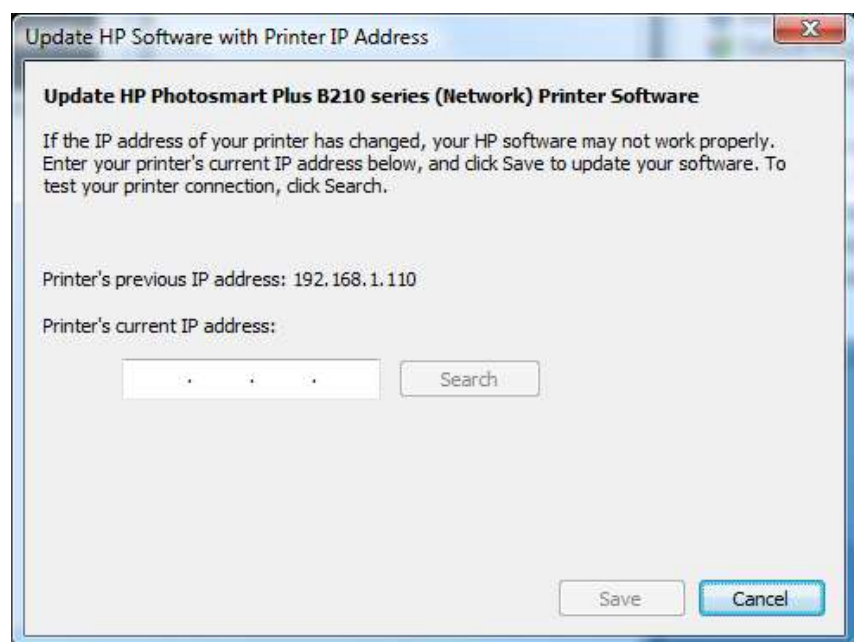 Update HP Software with Printer IP Address
Update HP Photosmart Plus B210 series (Network) Printer Software
If the IP address of your printer has changed, your HP software may not work properly.
Enter your printer's current IP address below, and click Save to update your software. To
test your printer connection, click Search.
Printer's previous IP address: 192.168.1.110
Printer's current IP address:
. . .
Search
Save
Cancel